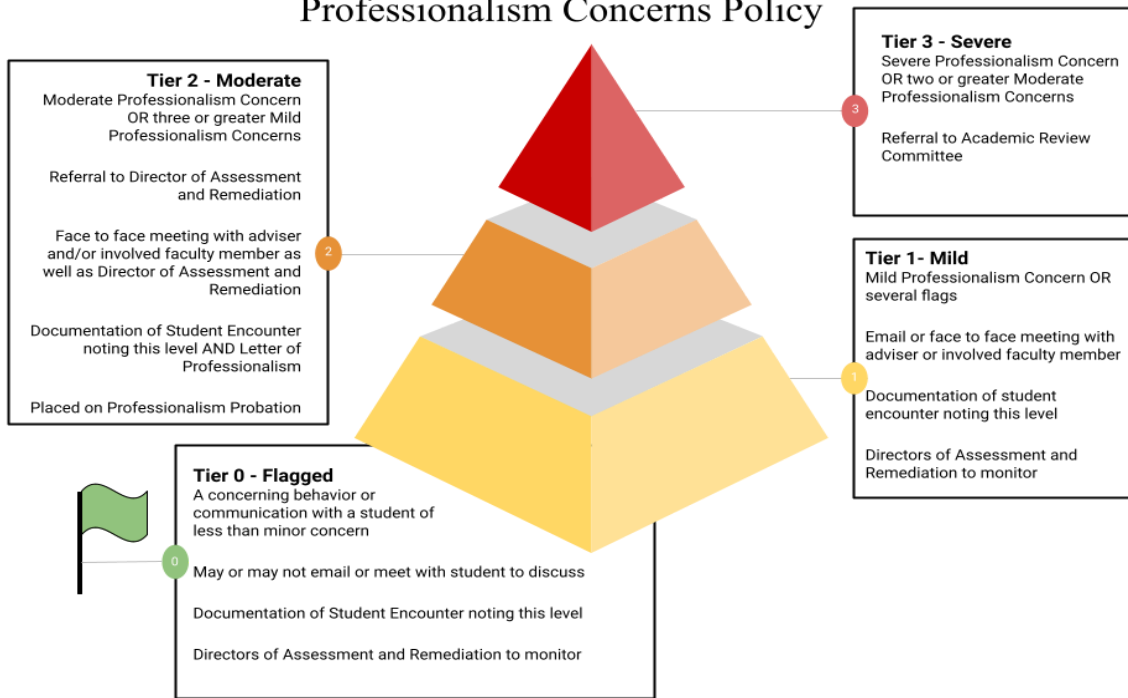 Professionalism Concerns Policy
Tier 2 - Moderate
Moderate Professionalism Concern
OR three or greater Mild
Professionalism Concerns
Referral to Director of Assessment
and Remediation
Face to face meeting with adviser
and/or involved faculty member as
well as Director of Assessment and
Remediation
Documentation of Student Encounter
noting this level AND Letter of
Professionalism
Placed on Professionalism Probation
2
Tier 3 - Severe
Severe Professionalism Concern
OR two or greater Moderate
Professionalism Concerns
Referral to Academic Review
Committee
3
Tier 1- Mild
Mild Professionalism Concern OR
several flags
Email or face to face meeting with
adviser or involved faculty member
Documentation of student
encounter noting this level
Directors of Assessment and
Remediation to monitor
1
Tier 0 - Flagged
A concerning behavior or
communication with a student of
less than minor concern
May or may not email or meet with student to discuss
Documentation of Student Encounter noting this level
Directors of Assessment and Remediation to monitor
0